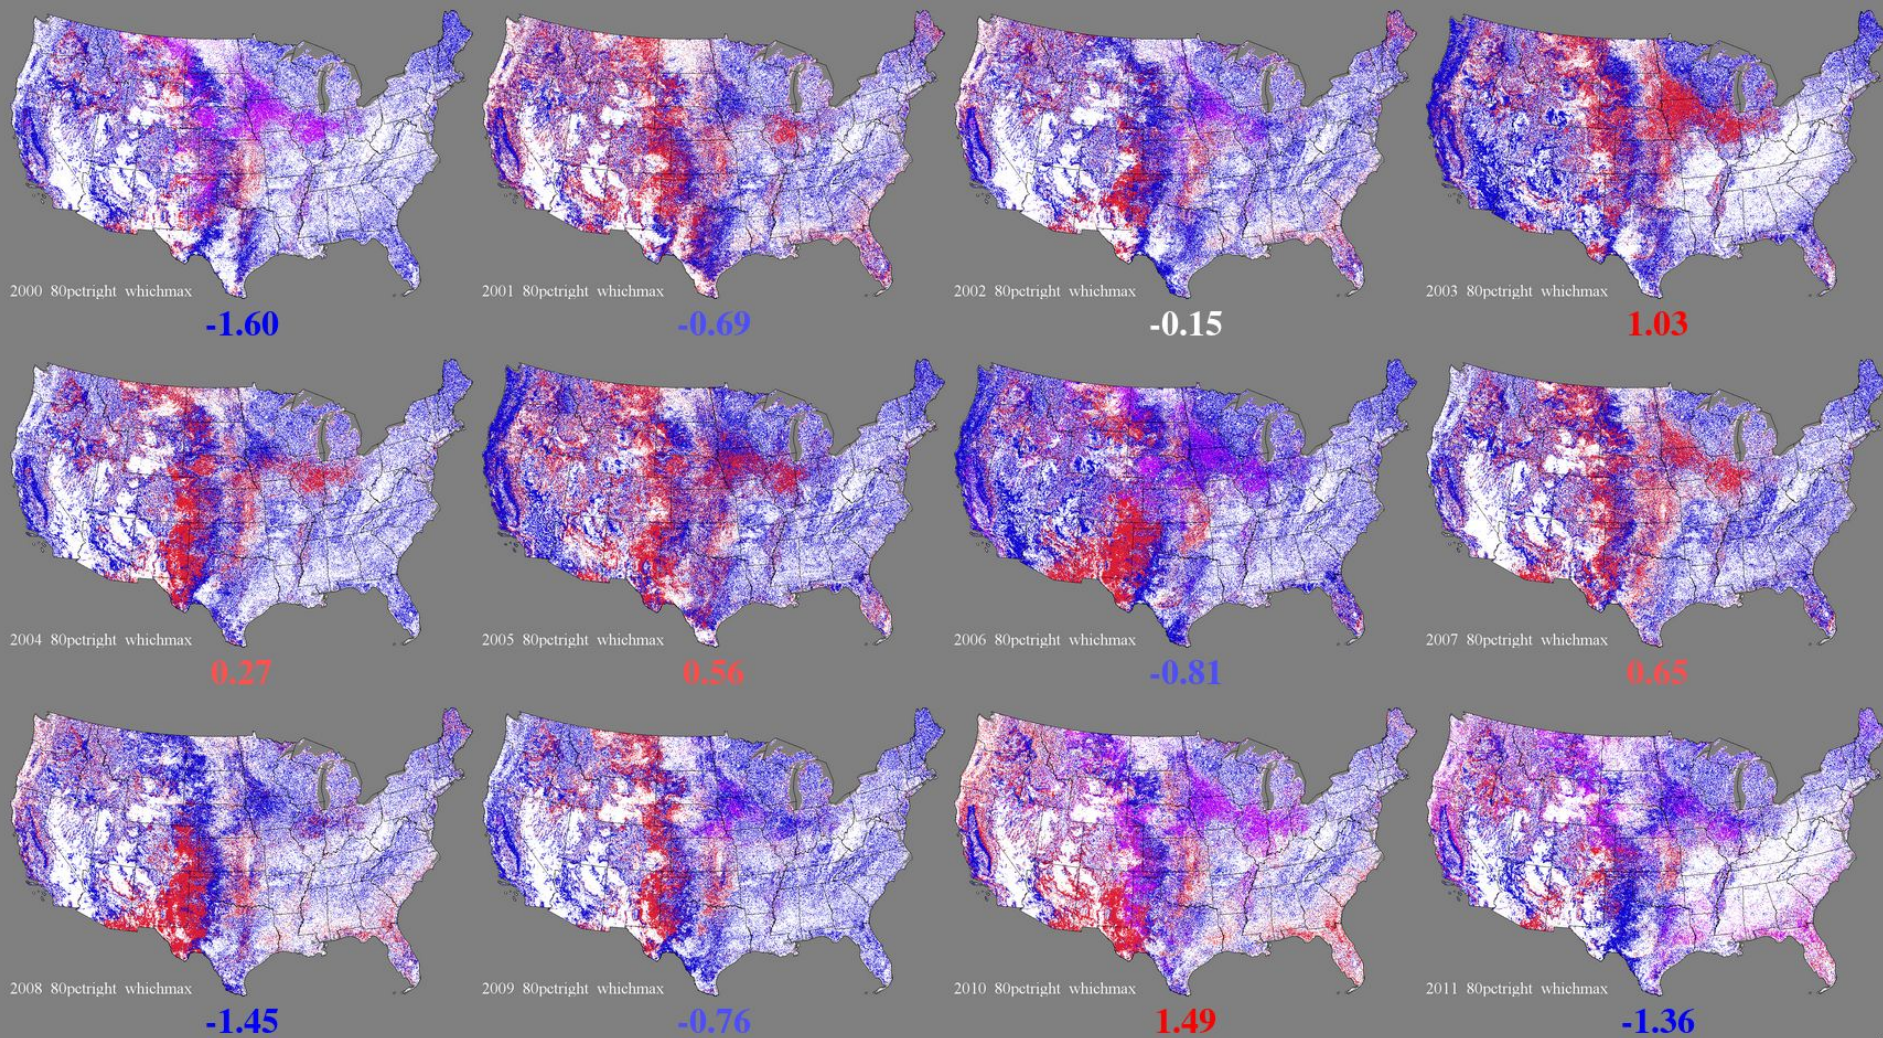 2000 80pctright whichmax
2001 80pctright whichmax
2002 80pctright whichmax
2003 80pctright whichmax
-1.60
-0.69
-0.15
1.03
2004 80pctright whichmax
2005 80pctright whichmax
2006 80pctright whichmax
2007 80pctright whichmax
0.27
0.56
-0.81
0.65
2008 80pctright whichmax
2009 80pctright whichmax
2010 80pctright whichmax
2011 80pctright whichmax
-1.45
-0.76
1.49
-1.36